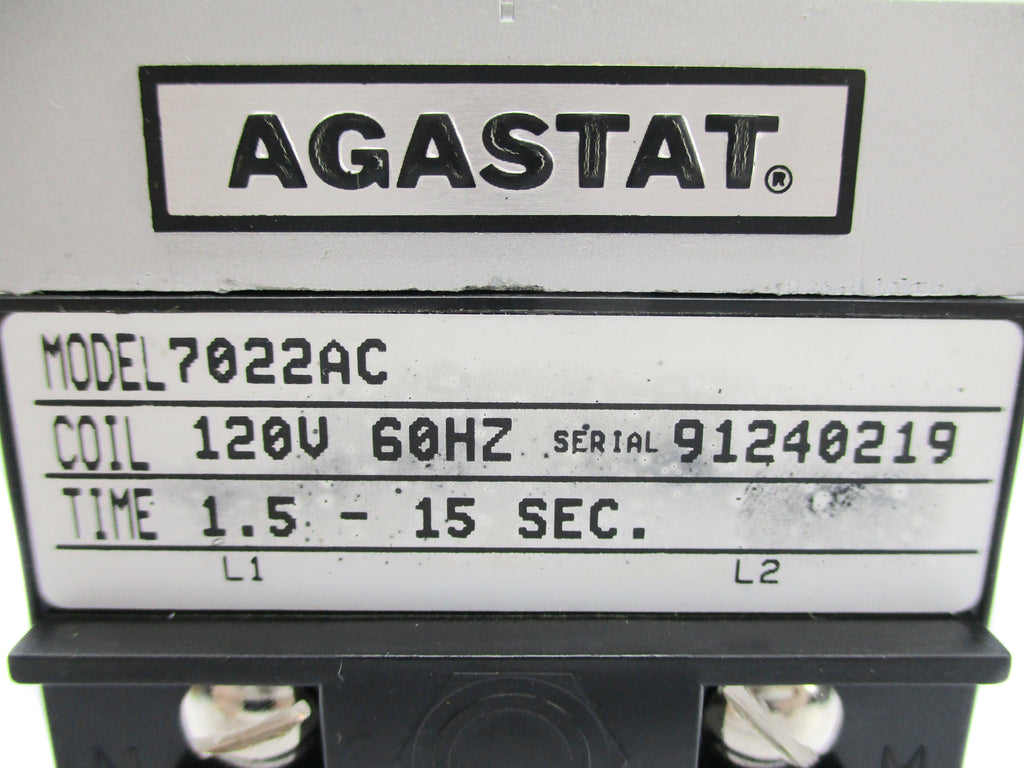 AGASTAT®
MODEL 7022AC
COIL 120V 60HZ SERIAL 91240219
TIME 1.5 - 15 SEC.
L1 L2